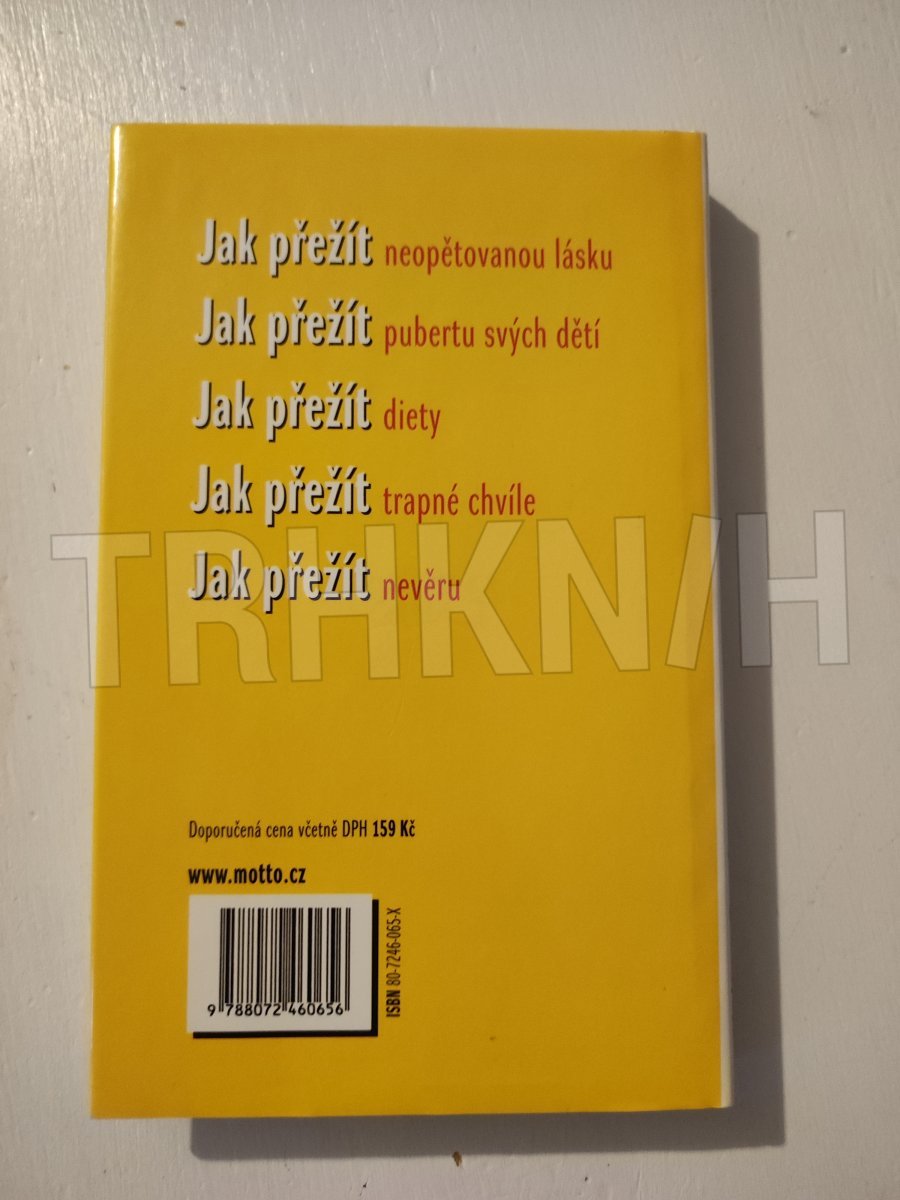 Jak přežít neopětovanou lásku
Jak přežít pubertu svých dětí
Jak přežít diety
Jak přežít trapné chvíle
TRHKNIH
Jak přežít nevěru
Doporučená cena včetně DPH 159 Kč
www.motto.cz
9 788072 460656
ISBN 80-7246-065-X